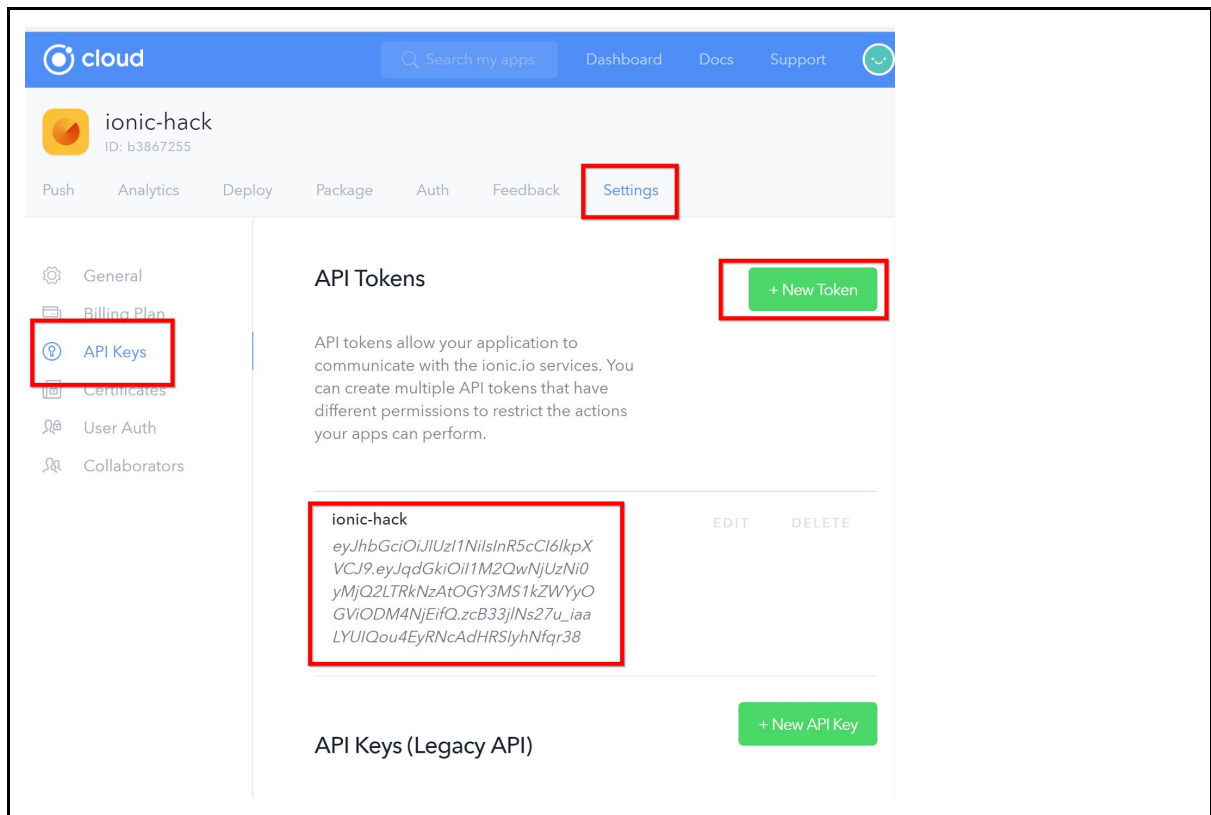 cloud
Search my apps
Dashboard
Docs
Support
ionic-hack
ID: b3867255
Push
Analytics
Deploy
Package
Auth
Feedback
Settings
General
Billing Plan
API Keys
Certificates
User Auth
Collaborators
API Tokens
+ New Token
API tokens allow your application to
communicate with the ionic.io services. You
can create multiple API tokens that have
different permissions to restrict the actions
your apps can perform.
ionic-hack
EDIT
DELETE
eyJhbGciOiJIUzI1NiIsInR5cCI6IkpX
VCJ9.eyJqdGkiOiI1M2QwNjUzNi0
yMjQ2LTRkNzAtOGY3MS1kZWYyO
GViODM4NjEifQ.zcB33jlNs27u_iaa
LYUIQou4EyRNcAdHRSIyhNfqr38
+ New API Key
API Keys (Legacy API)